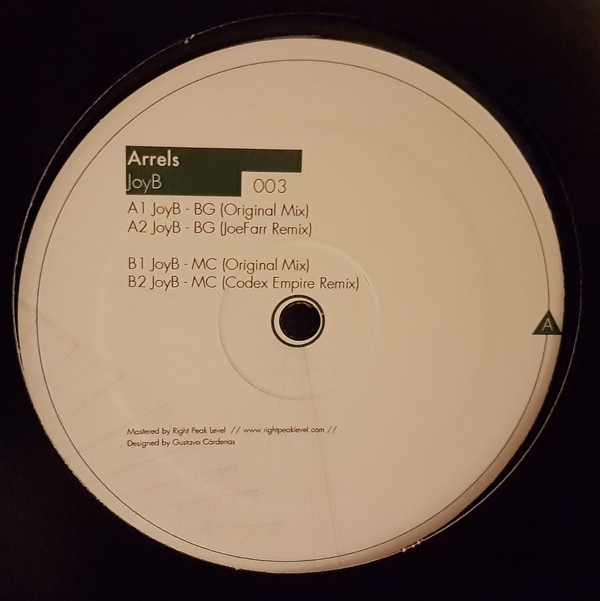 Arrels
JoyB
003
A1 JoyB - BG (Original Mix)
A2 JoyB - BG (JoeFarr Remix)
B1 JoyB - MC (Original Mix)
B2 JoyB - MC (Codex Empire Remix)
A
Mastered by Right Peak Level // www.rightpeaklevel.com //
Designed by Gustavo Cárdenas